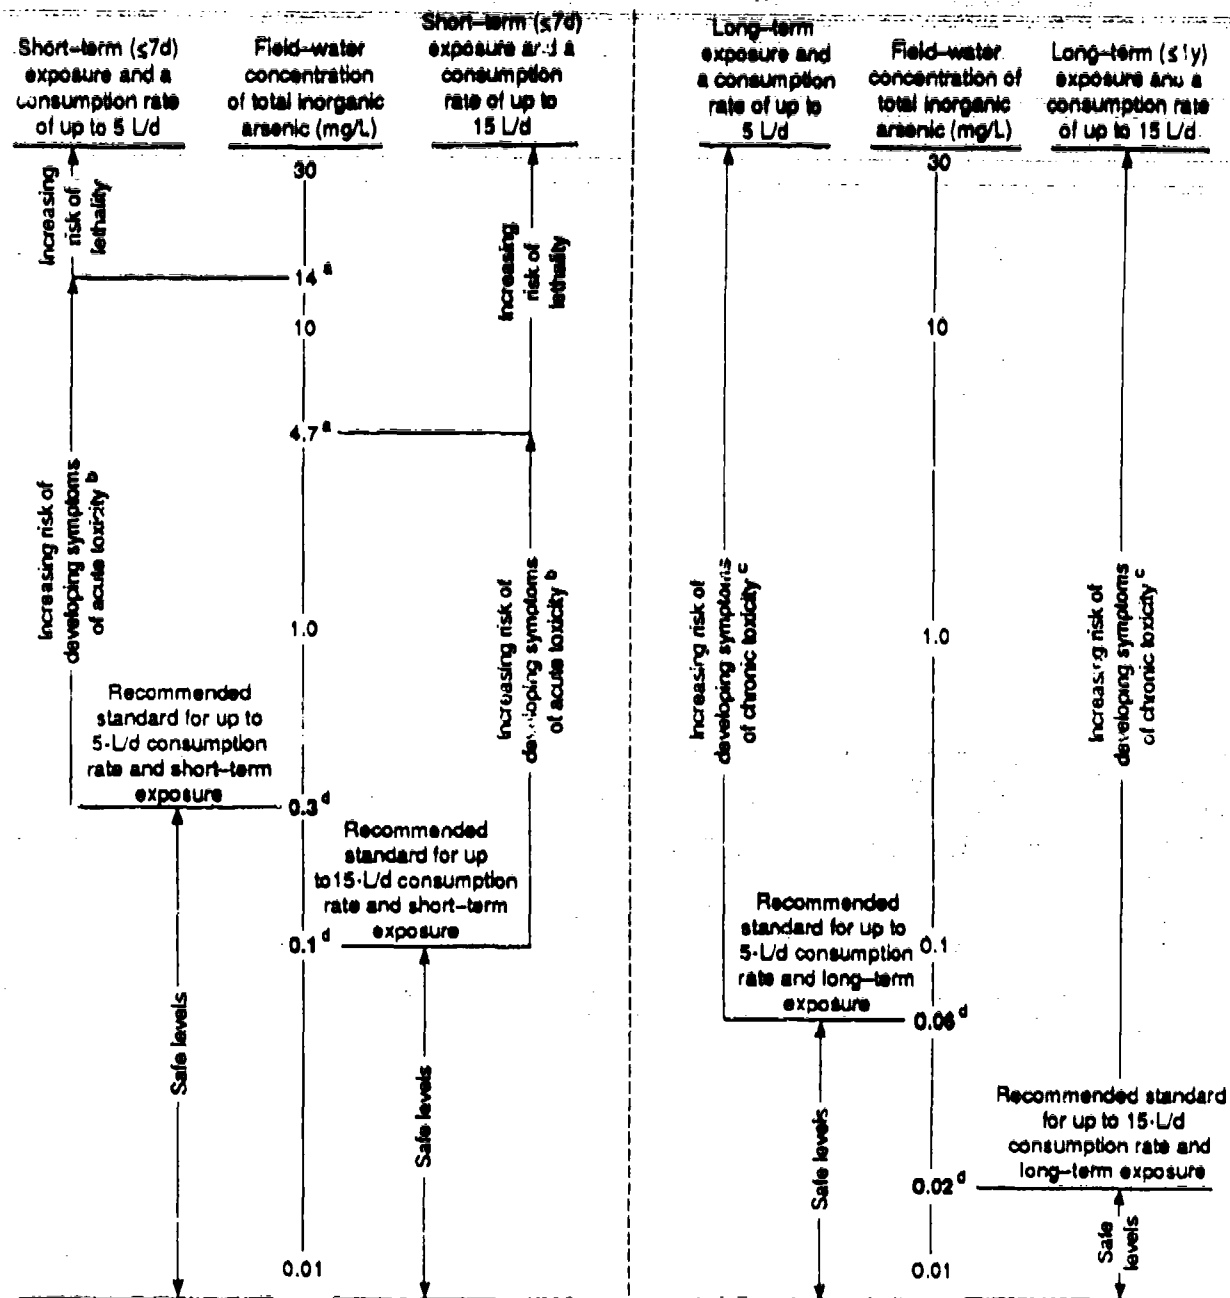 Short-term (≤7d)
exposure and a
consumption rate
of up to 5 L/d
Field-water
concentration
of total inorganic
arsenic (mg/L)
Short-term (≤7d)
exposure and a
consumption
rate of up to
15 L/d
Long-term
exposure and
a consumption
rate of up to
5 L/d
Field-water
concentration of
total inorganic
arsenic (mg/L)
Long-term (≤1y)
exposure and a
consumption rate
of up to 15 L/d
Increasing
risk of
lethality
Increasing risk of
developing symptoms
of acute toxicity b
Recommended
standard for up to
5-L/d consumption
rate and short-term
exposure
Safe levels
30
14 a
10
4.7 a
1.0
0.3 d
0.1 d
0.01
Increasing
risk of
lethality
Increasing risk of
developing symptoms
of acute toxicity b
Recommended
standard for up
to 15-L/d consumption
rate and short-term
exposure
Safe levels
Increasing risk of
developing symptoms
of chronic toxicity c
Recommended
standard for up to
5-L/d consumption
rate and long-term
exposure
Safe levels
30
10
1.0
0.1
0.06 d
0.02 d
0.01
Increasing risk of
developing symptoms
of chronic toxicity c
Recommended standard
for up to 15-L/d
consumption rate and
long-term exposure
Safe
levels